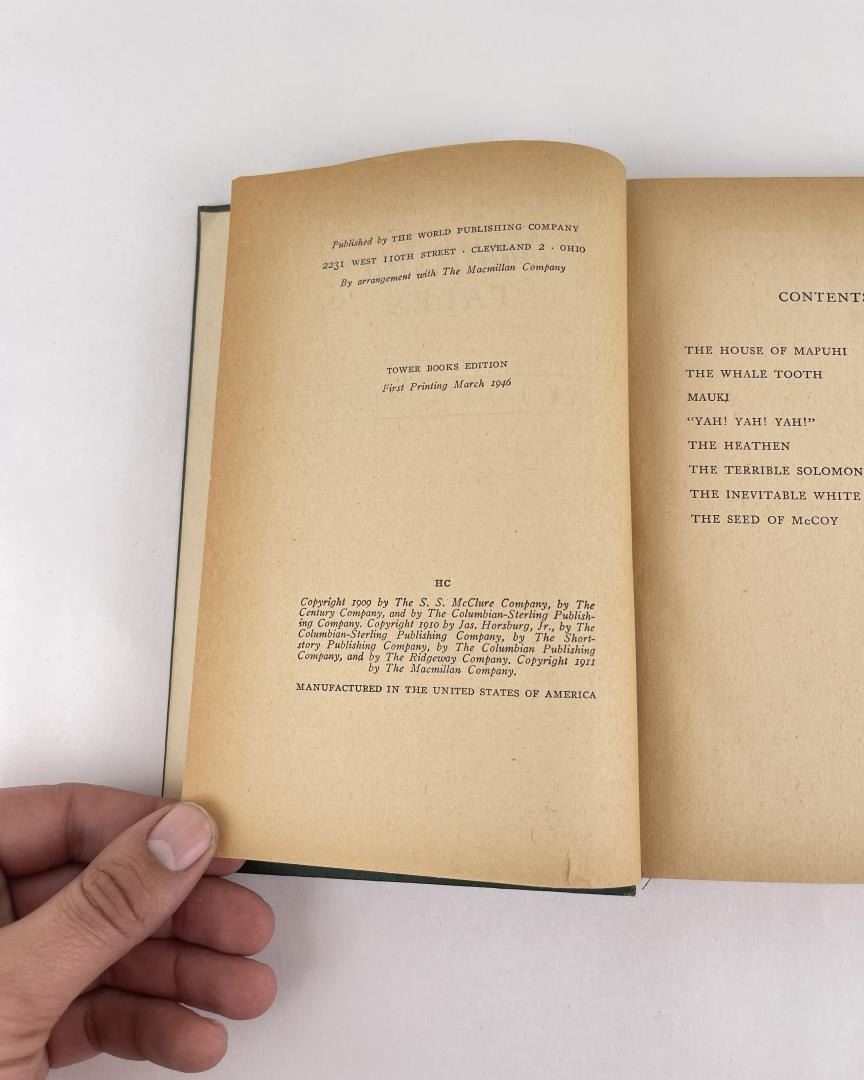 Published by THE WORLD PUBLISHING COMPANY
2231 WEST 110TH STREET · CLEVELAND 2 · OHIO
By arrangement with The Macmillan Company
TOWER BOOKS EDITION
First Printing March 1946
HC
Copyright 1909 by The S. S. McClure Company, by The
Century Company, and by The Columbian-Sterling Publish-
ing Company. Copyright 1910 by Jas. Horsburg, Jr., by The
Columbian-Sterling Publishing Company, by The Short-
story Publishing Company, by The Columbian Publishing
Company, and by The Ridgeway Company. Copyright 1911
by The Macmillan Company.
MANUFACTURED IN THE UNITED STATES OF AMERICA
CONTENTS
THE HOUSE OF MAPUHI
THE WHALE TOOTH
MAUKI
“YAH! YAH! YAH!”
THE HEATHEN
THE TERRIBLE SOLOMON
THE INEVITABLE WHITE
THE SEED OF McCOY